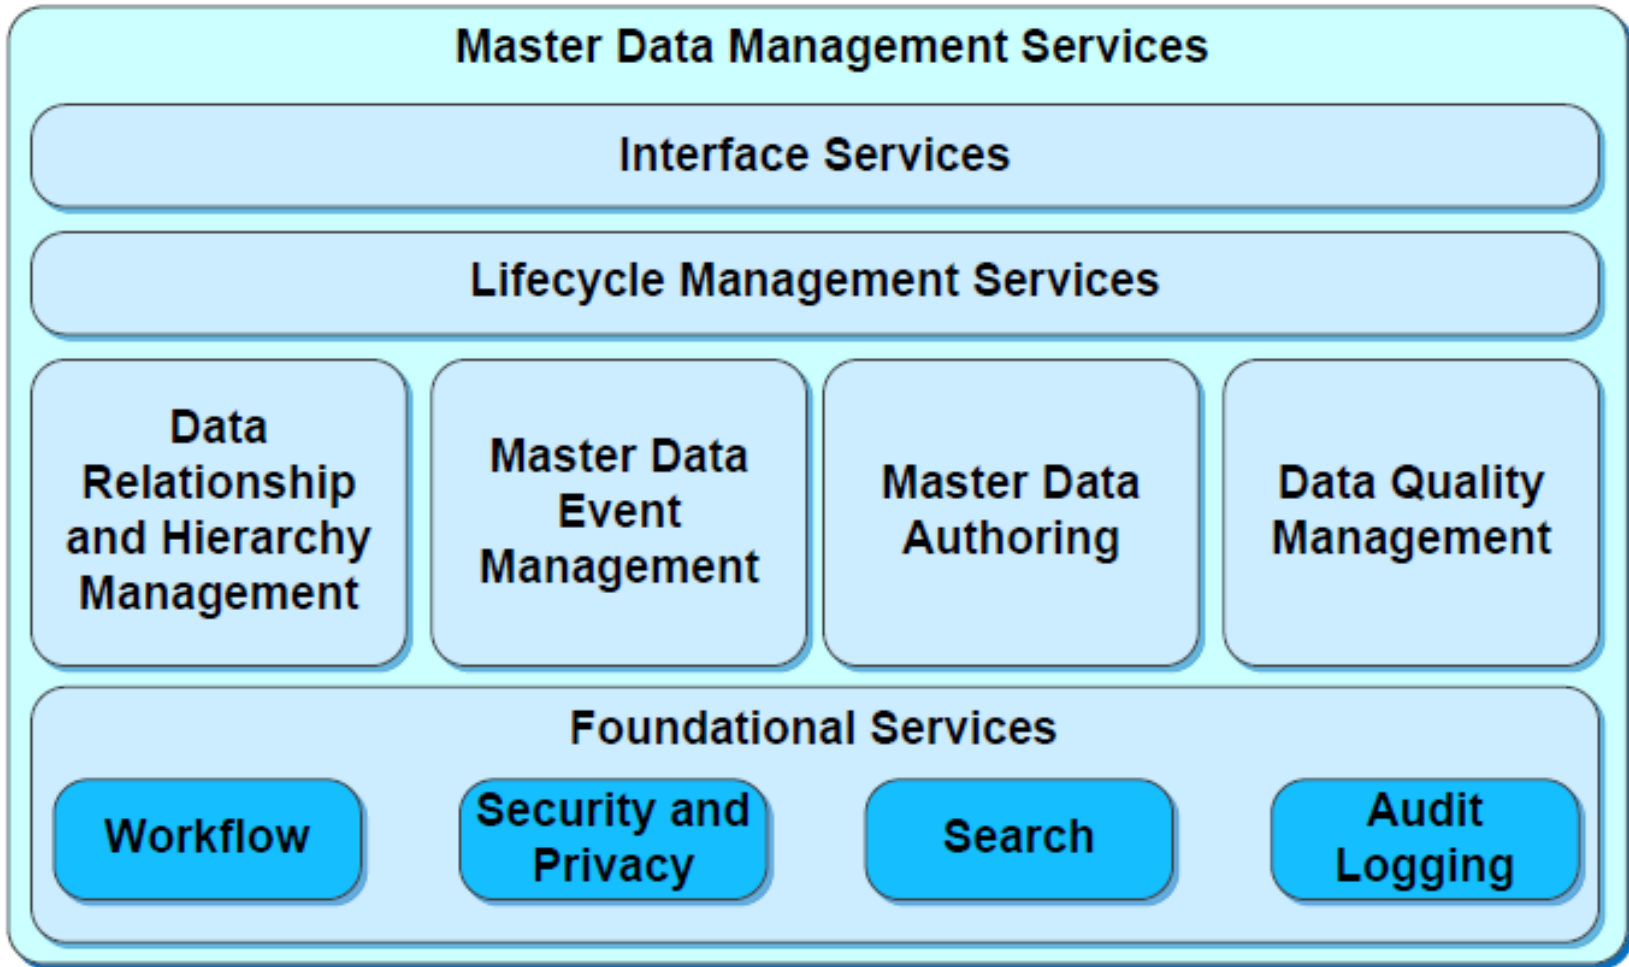 Master Data Management Services
Interface Services
Lifecycle Management Services
Data
Relationship
and Hierarchy
Management
Master Data
Event
Management
Master Data
Authoring
Data Quality
Management
Foundational Services
Workflow
Security and
Privacy
Search
Audit
Logging